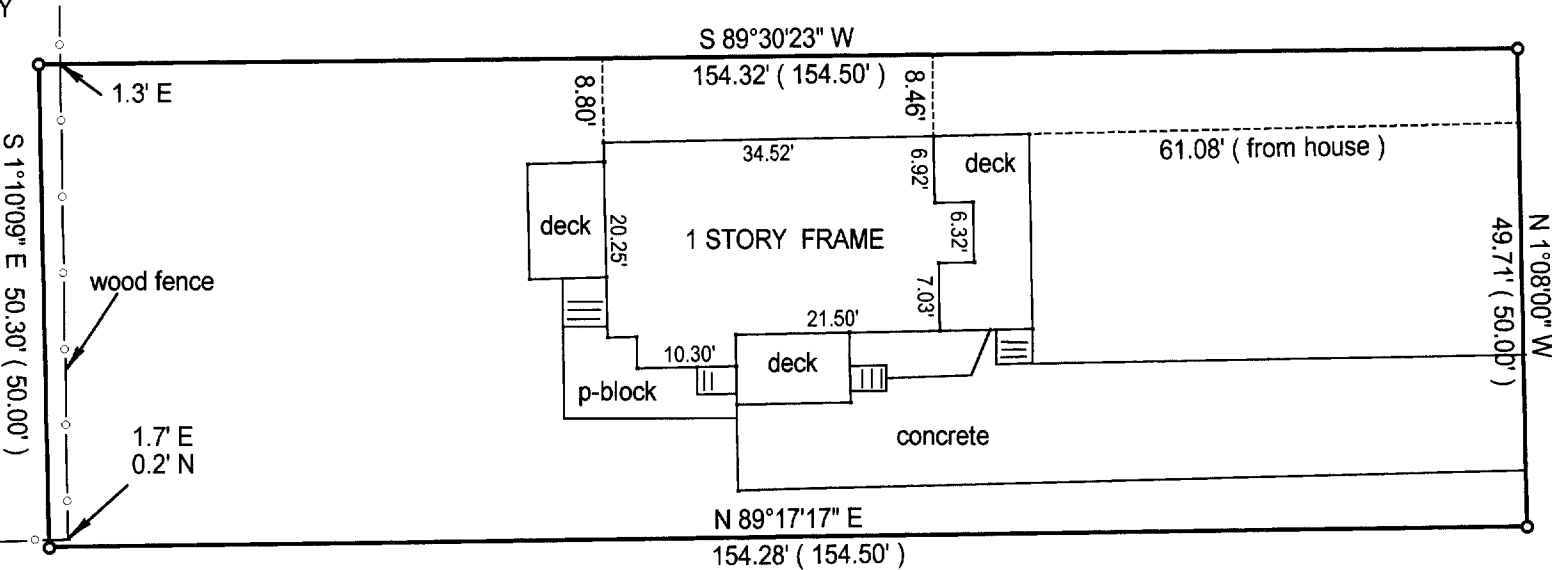 Y
S 89°30'23" W
154.32' ( 154.50' )
1.3' E
8.80'
8.46'
34.52'
6.92'
deck
61.08' ( from house )
S 1°10'09" E 50.30' ( 50.00' )
deck
20.25'
1 STORY FRAME
6.32'
N 1°08'00" W
49.71' ( 50.00' )
wood fence
7.03'
21.50'
10.30'
deck
p-block
concrete
1.7' E
0.2' N
N 89°17'17" E
154.28' ( 154.50' )